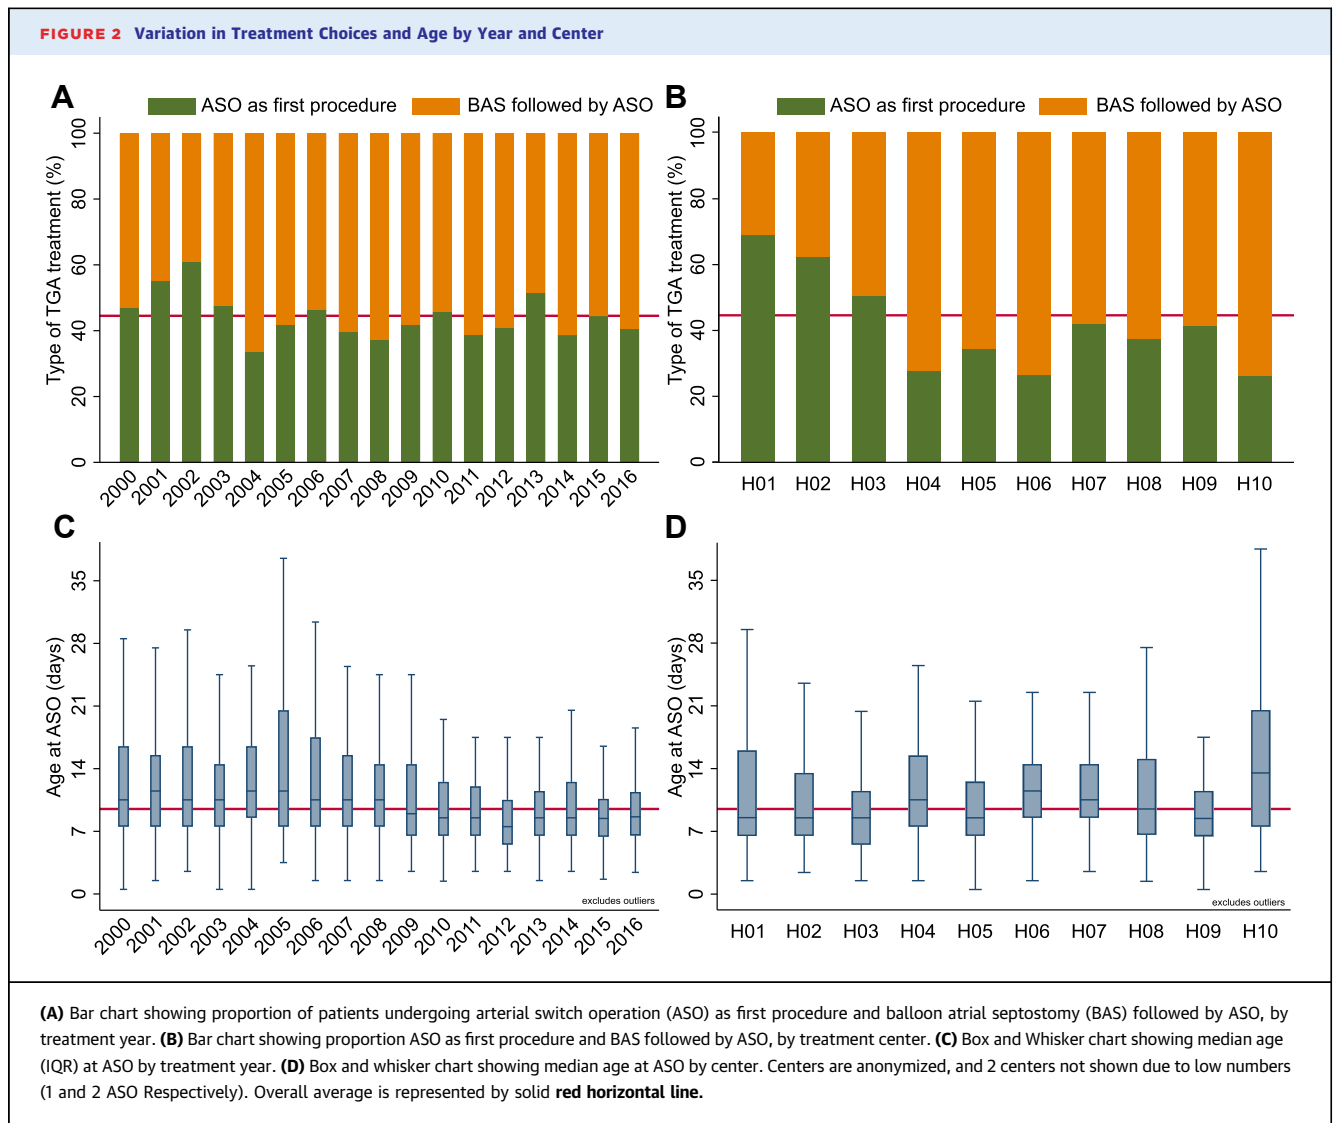 FIGURE 2 Variation in Treatment Choices and Age by Year and Center
A
ASO as first procedure
BAS followed by ASO
Type of TGA treatment (%)
100
80
60
40
20
0
2000
2001
2002
2003
2004
2005
2006
2007
2008
2009
2010
2011
2012
2013
2014
2015
2016
B
ASO as first procedure
BAS followed by ASO
Type of TGA treatment (%)
100
80
60
40
20
0
H01
H02
H03
H04
H05
H06
H07
H08
H09
H10
C
Age at ASO (days)
35
28
21
14
7
0
excludes outliers
2000
2001
2002
2003
2004
2005
2006
2007
2008
2009
2010
2011
2012
2013
2014
2015
2016
D
Age at ASO (days)
35
28
21
14
7
0
excludes outliers
H01
H02
H03
H04
H05
H06
H07
H08
H09
H10
(A) Bar chart showing proportion of patients undergoing arterial switch operation (ASO) as first procedure and balloon atrial septostomy (BAS) followed by ASO, by
treatment year. (B) Bar chart showing proportion ASO as first procedure and BAS followed by ASO, by treatment center. (C) Box and Whisker chart showing median age
(IQR) at ASO by treatment year. (D) Box and whisker chart showing median age at ASO by center. Centers are anonymized, and 2 centers not shown due to low numbers
(1 and 2 ASO Respectively). Overall average is represented by solid red horizontal line.